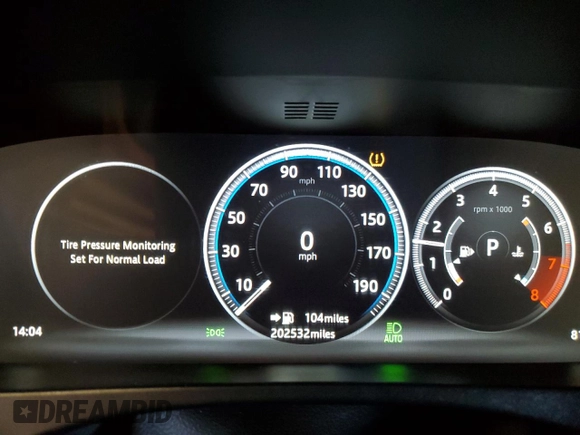 90 110
70 mph 130
50 150
30 0 170
mph
10 190
Tire Pressure Monitoring
Set For Normal Load
104miles
202532miles
14:04
AUTO
3 4 5
rpm x 1000
2 6
1 P 7
0 8
DREAMBID